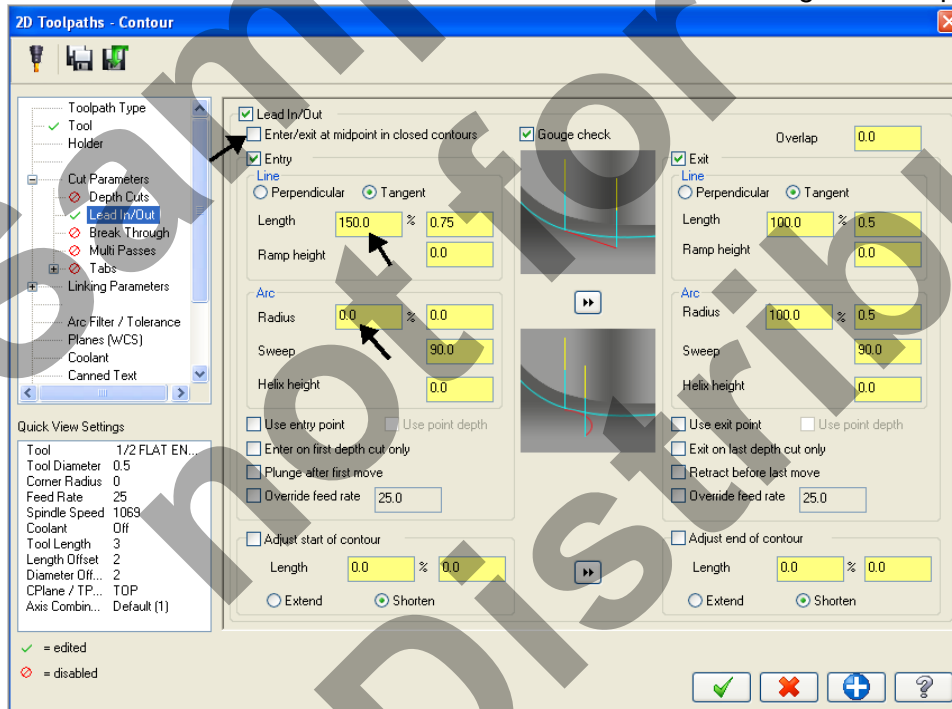 2D Toolpaths - Contour
Toolpath Type
Tool
Holder
Cut Parameters
Depth Cuts
Lead In/Out
Break Through
Multi Passes
Tabs
Linking Parameters
Arc Filter / Tolerance
Planes (WCS)
Coolant
Canned Text
Quick View Settings
Tool 1/2 FLAT EN...
Tool Diameter 0.5
Corner Radius 0
Feed Rate 25
Spindle Speed 1069
Coolant Off
Tool Length 3
Length Offset 2
Diameter Off... 2
CPlane / TP... TOP
Axis Combin... Default (1)
= edited
= disabled
Lead In/Out
Enter/exit at midpoint in closed contours
Gouge check
Overlap 0.0
Entry
Line
Perpendicular Tangent
Length 150.0 % 0.75
Ramp height 0.0
Arc
Radius 0.0 % 0.0
Sweep 90.0
Helix height 0.0
Use entry point Use point depth
Enter on first depth cut only
Plunge after first move
Override feed rate 25.0
Adjust start of contour
Length 0.0 % 0.0
Extend Shorten
Exit
Line
Perpendicular Tangent
Length 100.0 % 0.5
Ramp height 0.0
Arc
Radius 100.0 % 0.5
Sweep 90.0
Helix height 0.0
Use exit point Use point depth
Exit on last depth cut only
Retract before last move
Override feed rate 25.0
Adjust end of contour
Length 0.0 % 0.0
Extend Shorten
not for